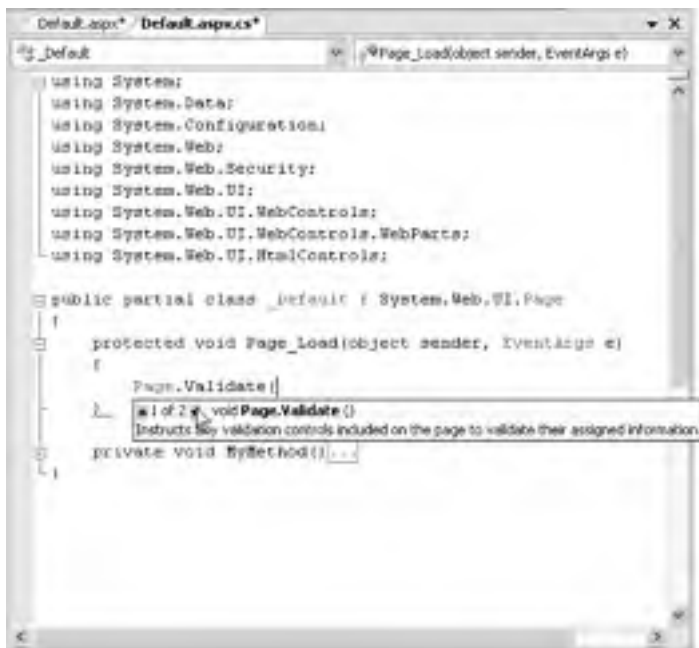 Default.aspx* Default.aspx.cs*
_Default Page_Load(object sender, EventArgs e)
using System;
using System.Data;
using System.Configuration;
using System.Web;
using System.Web.Security;
using System.Web.UI;
using System.Web.UI.WebControls;
using System.Web.UI.WebControls.WebParts;
using System.Web.UI.HtmlControls;
public partial class _Default : System.Web.UI.Page
{
protected void Page_Load(object sender, EventArgs e)
{
Page.Validate(
}
1 of 2 void Page.Validate ()
Instructs any validation controls included on the page to validate their assigned information.
private void MyMethod()...
}